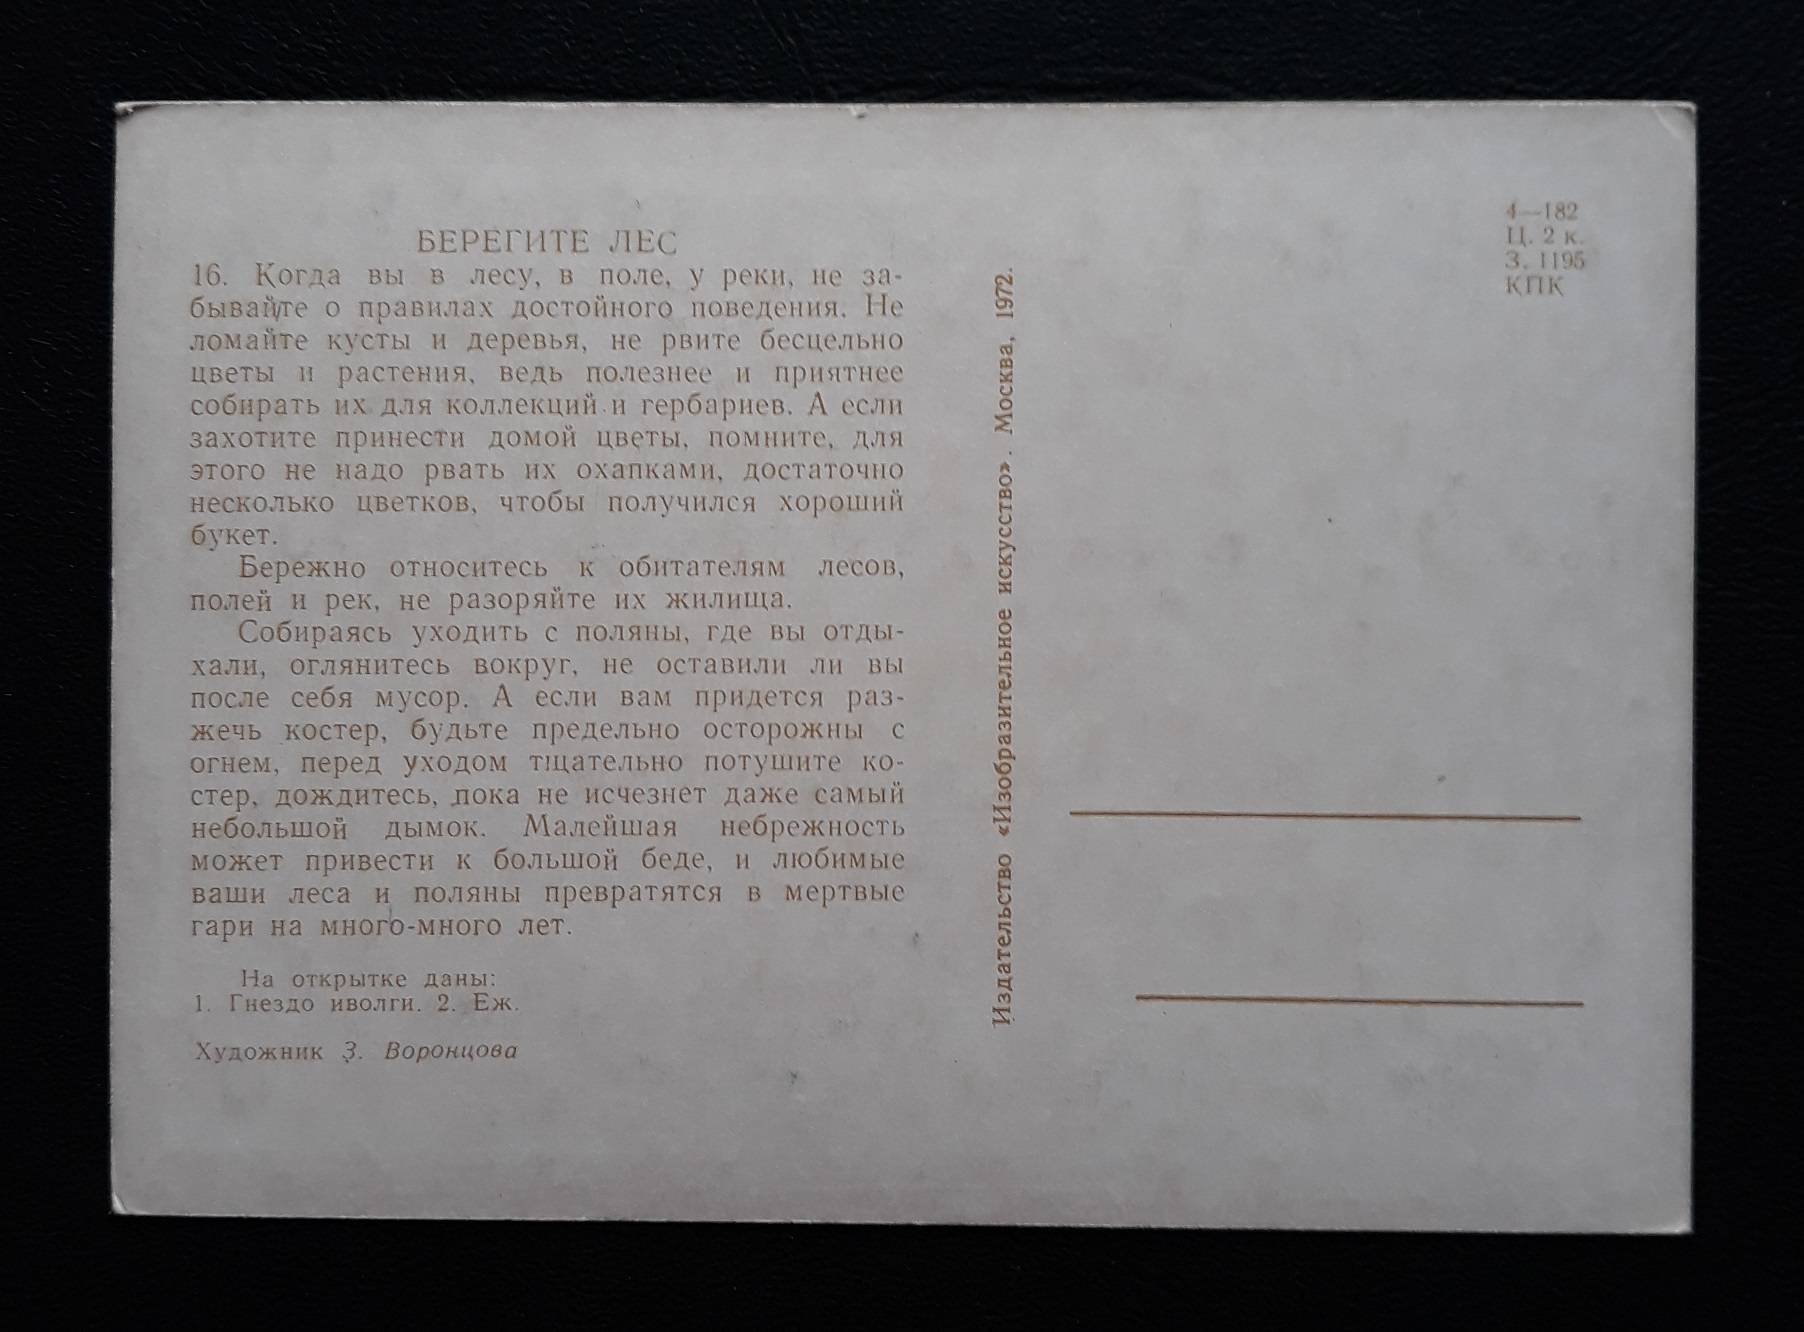 БЕРЕГИТЕ ЛЕС
16. Когда вы в лесу, в поле, у реки, не за-
бывайте о правилах достойного поведения. Не
ломайте кусты и деревья, не рвите бесцельно
цветы и растения, ведь полезнее и приятнее
собирать их для коллекций и гербариев. А если
захотите принести домой цветы, помните, для
этого не надо рвать их охапками, достаточно
несколько цветков, чтобы получился хороший
букет.
Бережно относитесь к обитателям лесов,
полей и рек, не разоряйте их жилища.
Собираясь уходить с поляны, где вы отды-
хали, оглянитесь вокруг, не оставили ли вы
после себя мусор. А если вам придется раз-
жечь костер, будьте предельно осторожны с
огнем, перед уходом тщательно потушите ко-
стер, дождитесь, пока не исчезнет даже самый
небольшой дымок. Малейшая небрежность
может привести к большой беде, и любимые
ваши леса и поляны превратятся в мертвые
гари на много-много лет.
На открытке даны:
1. Гнездо иволги. 2. Еж.
Художник З. Воронцова
Издательство «Изобразительное искусство». Москва, 1972.
4—182
Ц. 2 к.
З. 1195
КПК